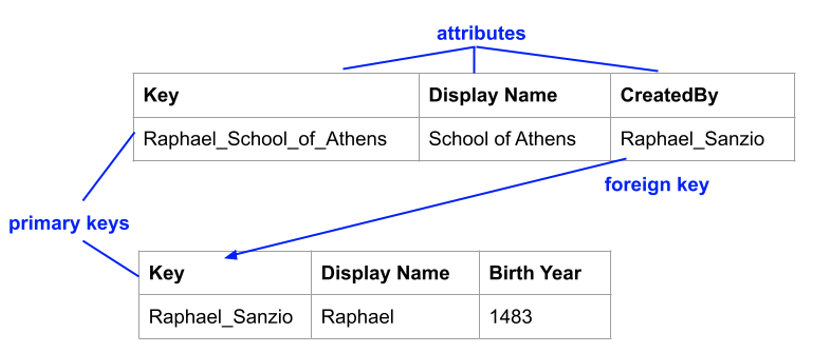 attributes
Key Display Name CreatedBy
Raphael_School_of_Athens School of Athens Raphael_Sanzio
foreign key
primary keys
Key Display Name Birth Year
Raphael_Sanzio Raphael 1483